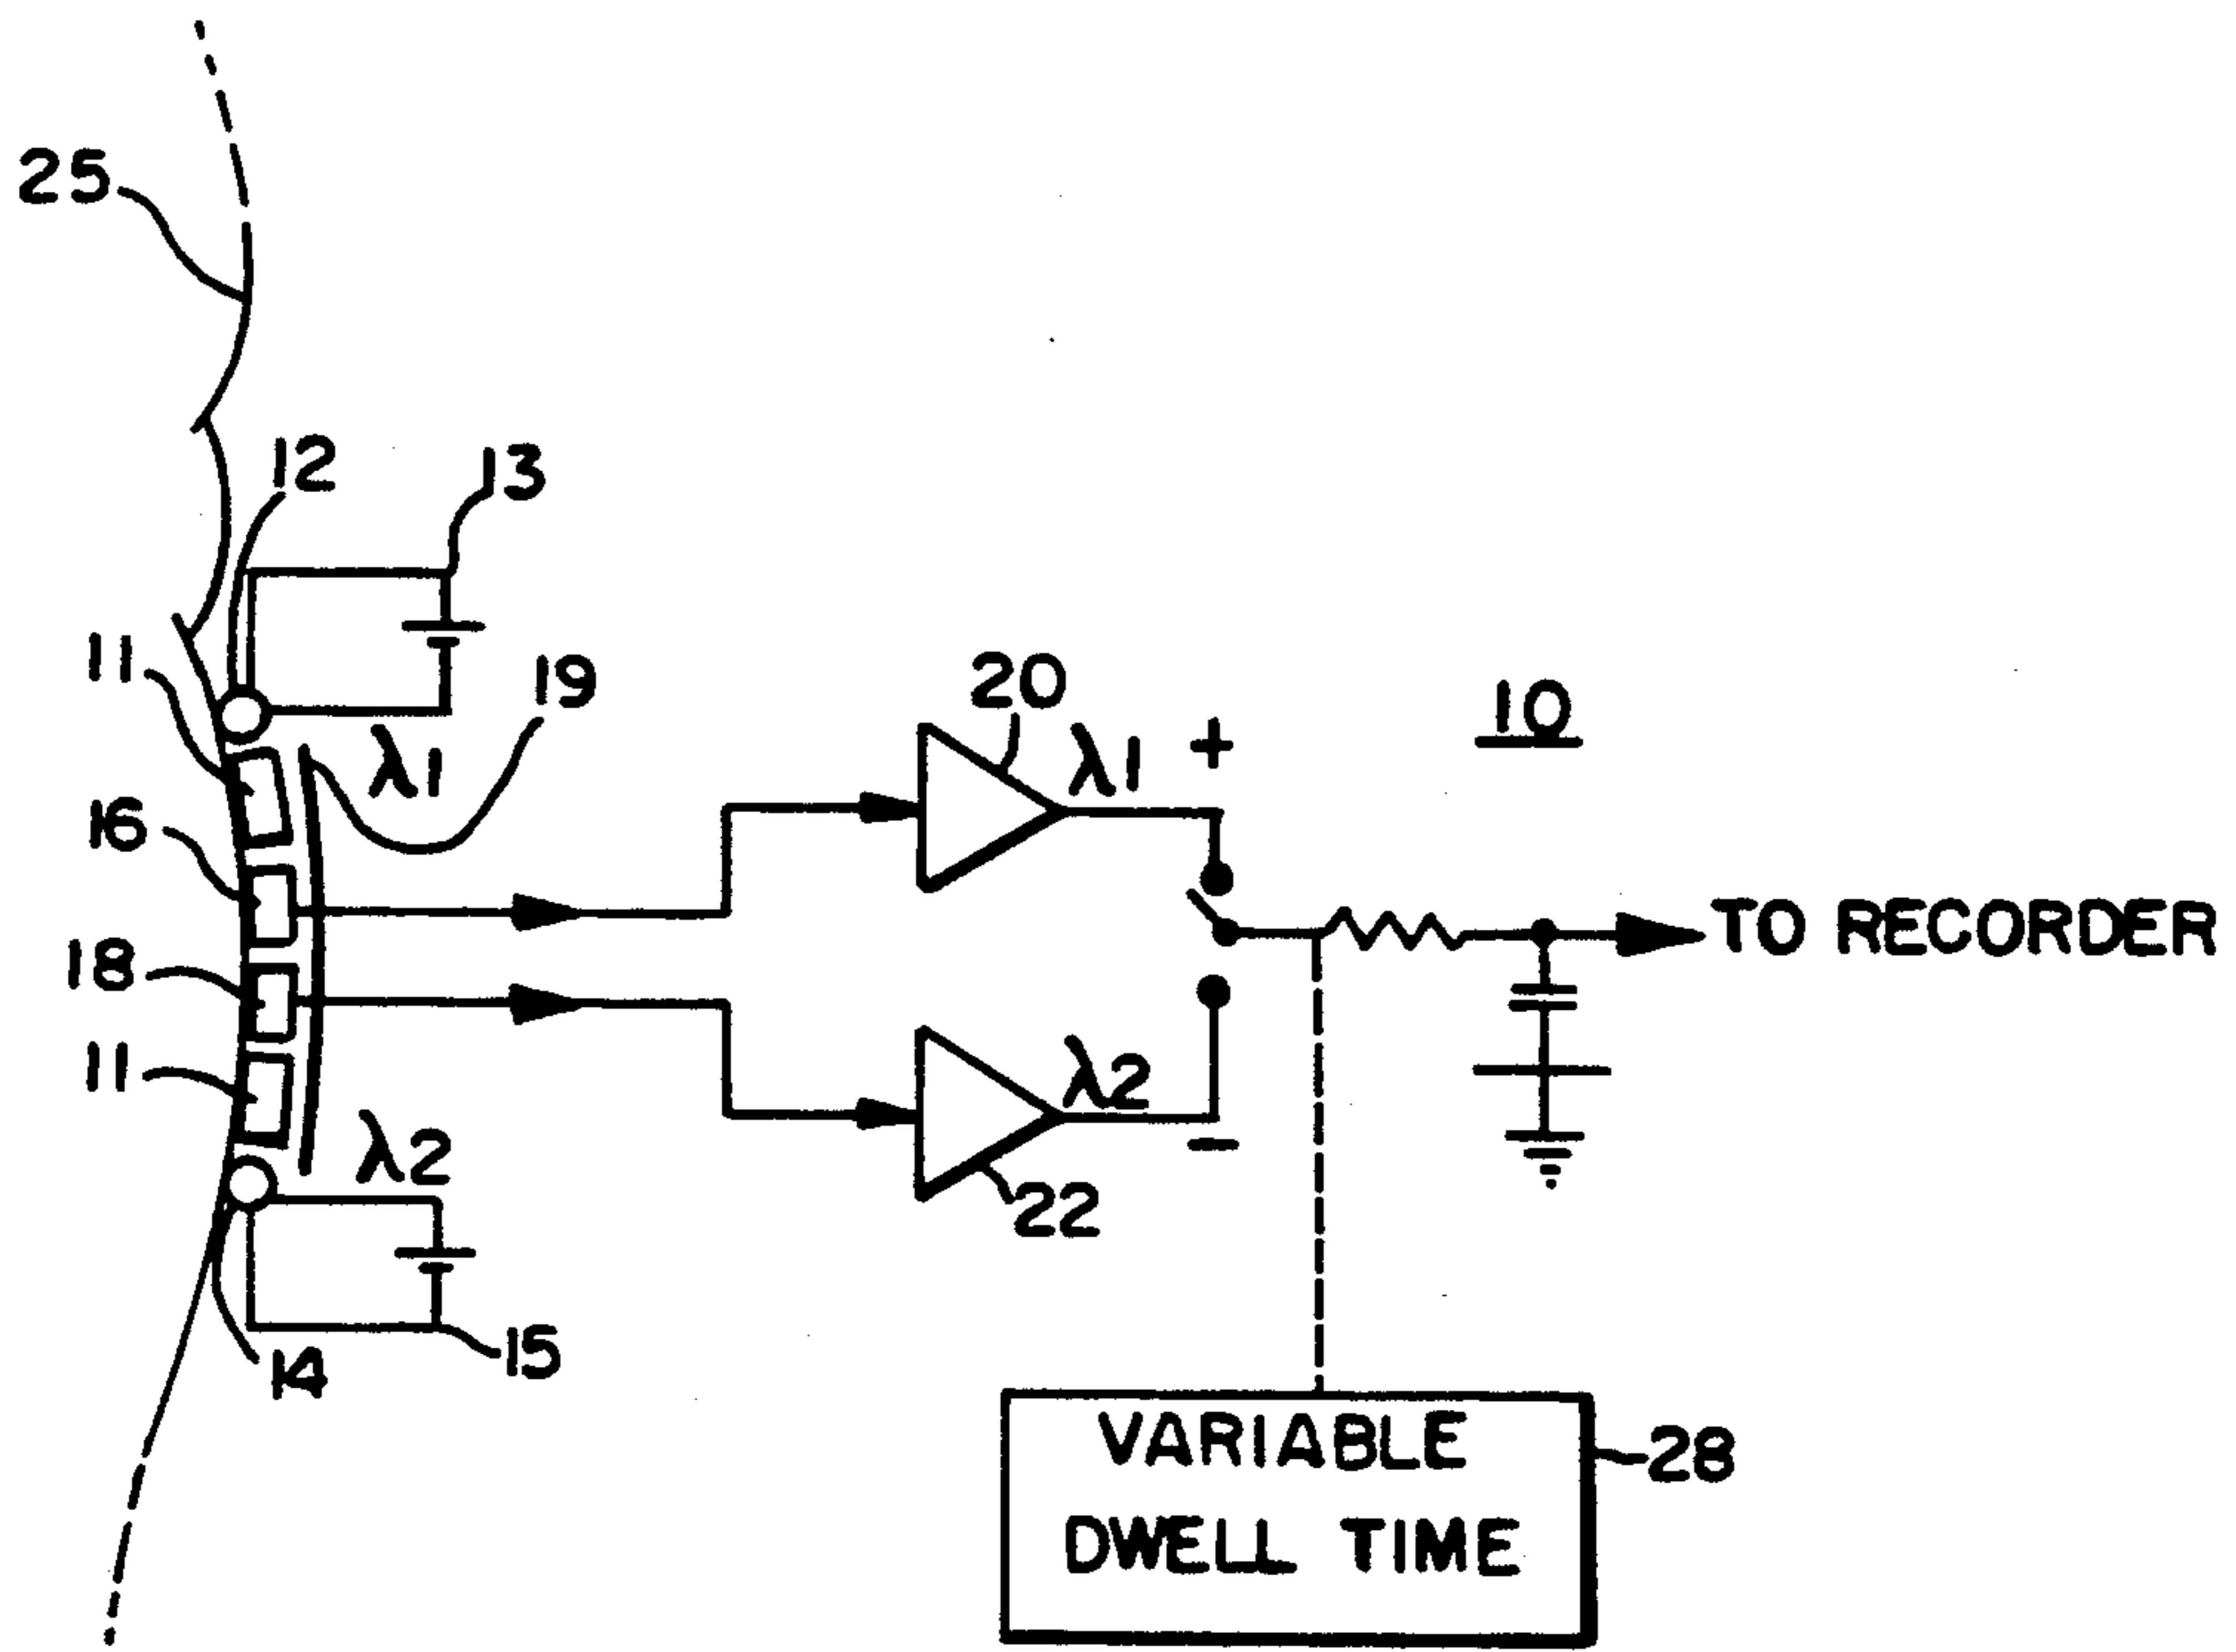 25
12
13
11
19
λ1
16
20
λ1
+
10
18
TO RECORDER
11
λ2
λ2
−
22
14
15
VARIABLE
DWELL TIME
28